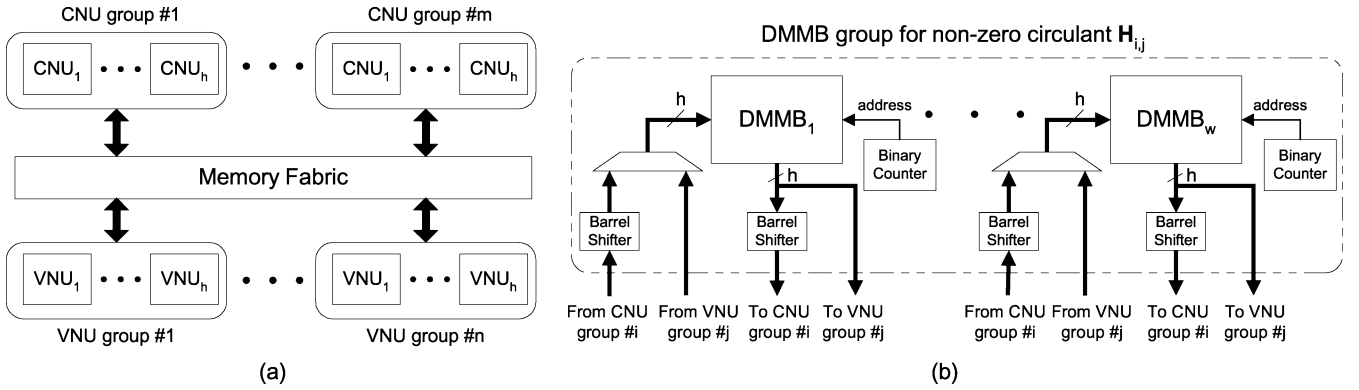 CNU group #1
CNU group #m
CNU1 • • • CNUh • • • CNU1 • • • CNUh
Memory Fabric
VNU1 • • • VNUh • • • VNU1 • • • VNUh
VNU group #1
VNU group #n
(a)
DMMB group for non-zero circulant Hi,j
h
DMMB1
address
Binary
Counter
h
Barrel
Shifter
Barrel
Shifter
From CNU
group #i
From VNU
group #j
To CNU
group #i
To VNU
group #j
• • •
h
DMMBw
address
Binary
Counter
h
Barrel
Shifter
Barrel
Shifter
From CNU
group #i
From VNU
group #j
To CNU
group #i
To VNU
group #j
(b)